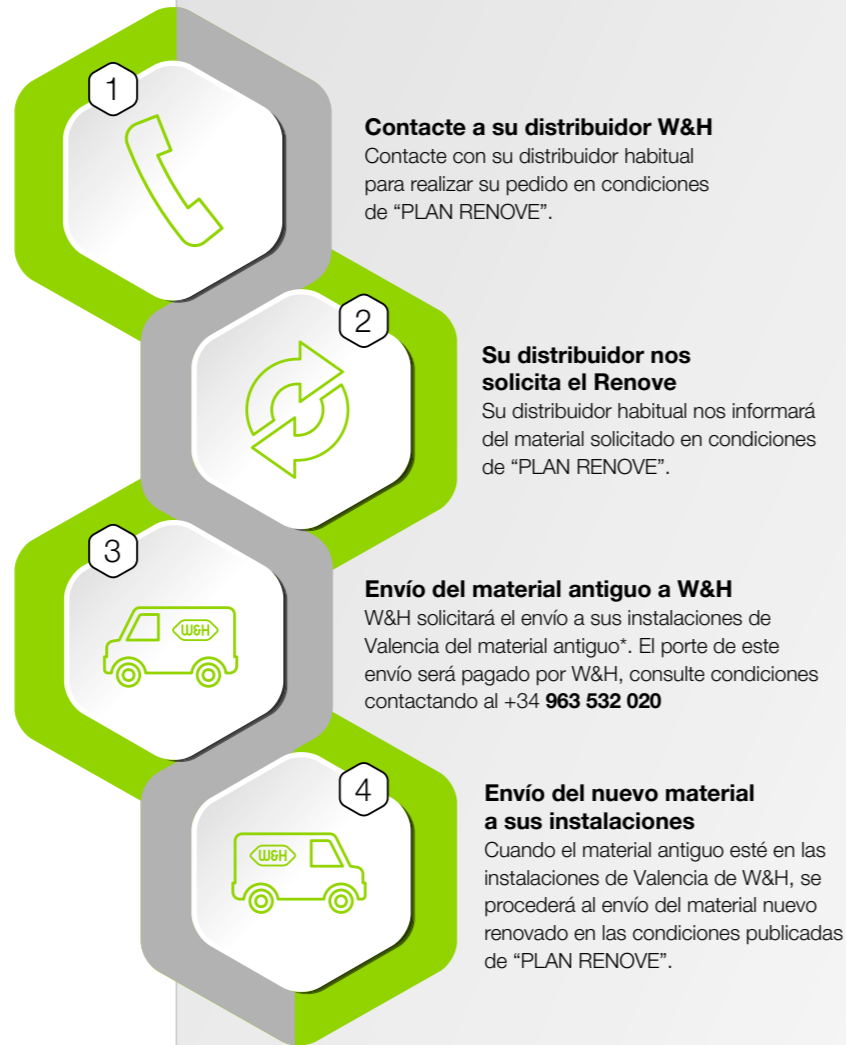 1
Contacte a su distribuidor W&H
Contacte con su distribuidor habitual
para realizar su pedido en condiciones
de “PLAN RENOVE”.
2
Su distribuidor nos
solicita el Renove
Su distribuidor habitual nos informará
del material solicitado en condiciones
de “PLAN RENOVE”.
3
W&H
Envío del material antiguo a W&H
W&H solicitará el envío a sus instalaciones de
Valencia del material antiguo*. El porte de este
envío será pagado por W&H, consulte condiciones
contactando al +34 963 532 020
4
W&H
Envío del nuevo material
a sus instalaciones
Cuando el material antiguo esté en las
instalaciones de Valencia de W&H, se
procederá al envío del material nuevo
renovado en las condiciones publicadas
de “PLAN RENOVE”.